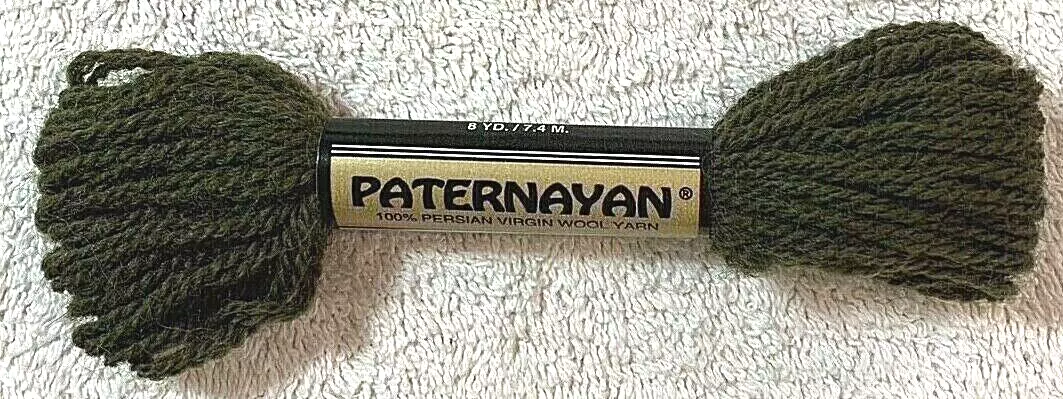 8 YD. / 7.4 M.
PATERNAYAN®
100% PERSIAN VIRGIN WOOL YARN